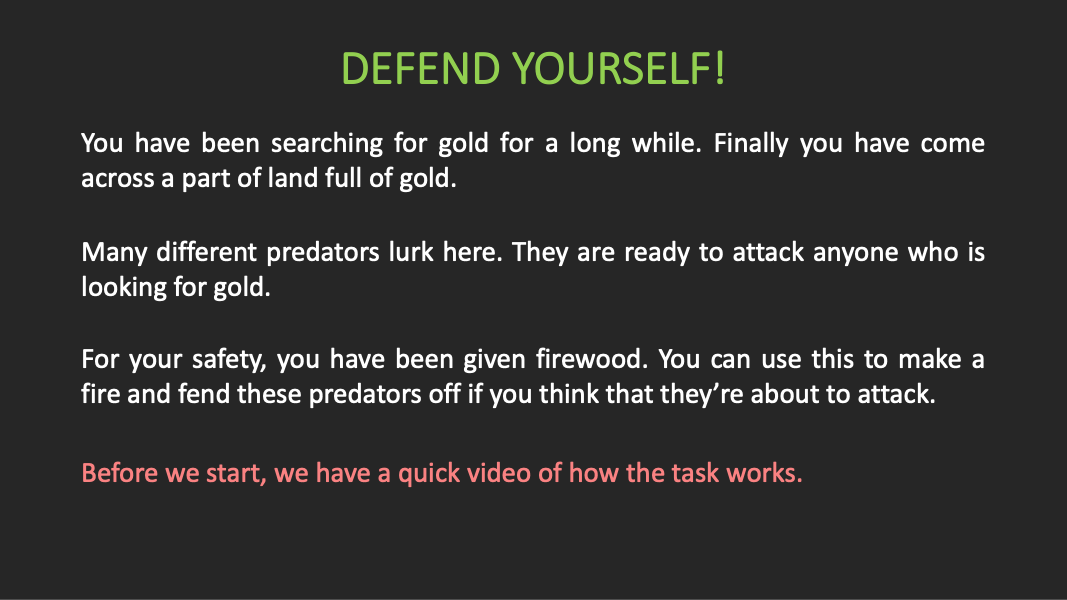 DEFEND YOURSELF!
You have been searching for gold for a long while. Finally you have come
across a part of land full of gold.
Many different predators lurk here. They are ready to attack anyone who is
looking for gold.
For your safety, you have been given firewood. You can use this to make a
fire and fend these predators off if you think that they’re about to attack.
Before we start, we have a quick video of how the task works.